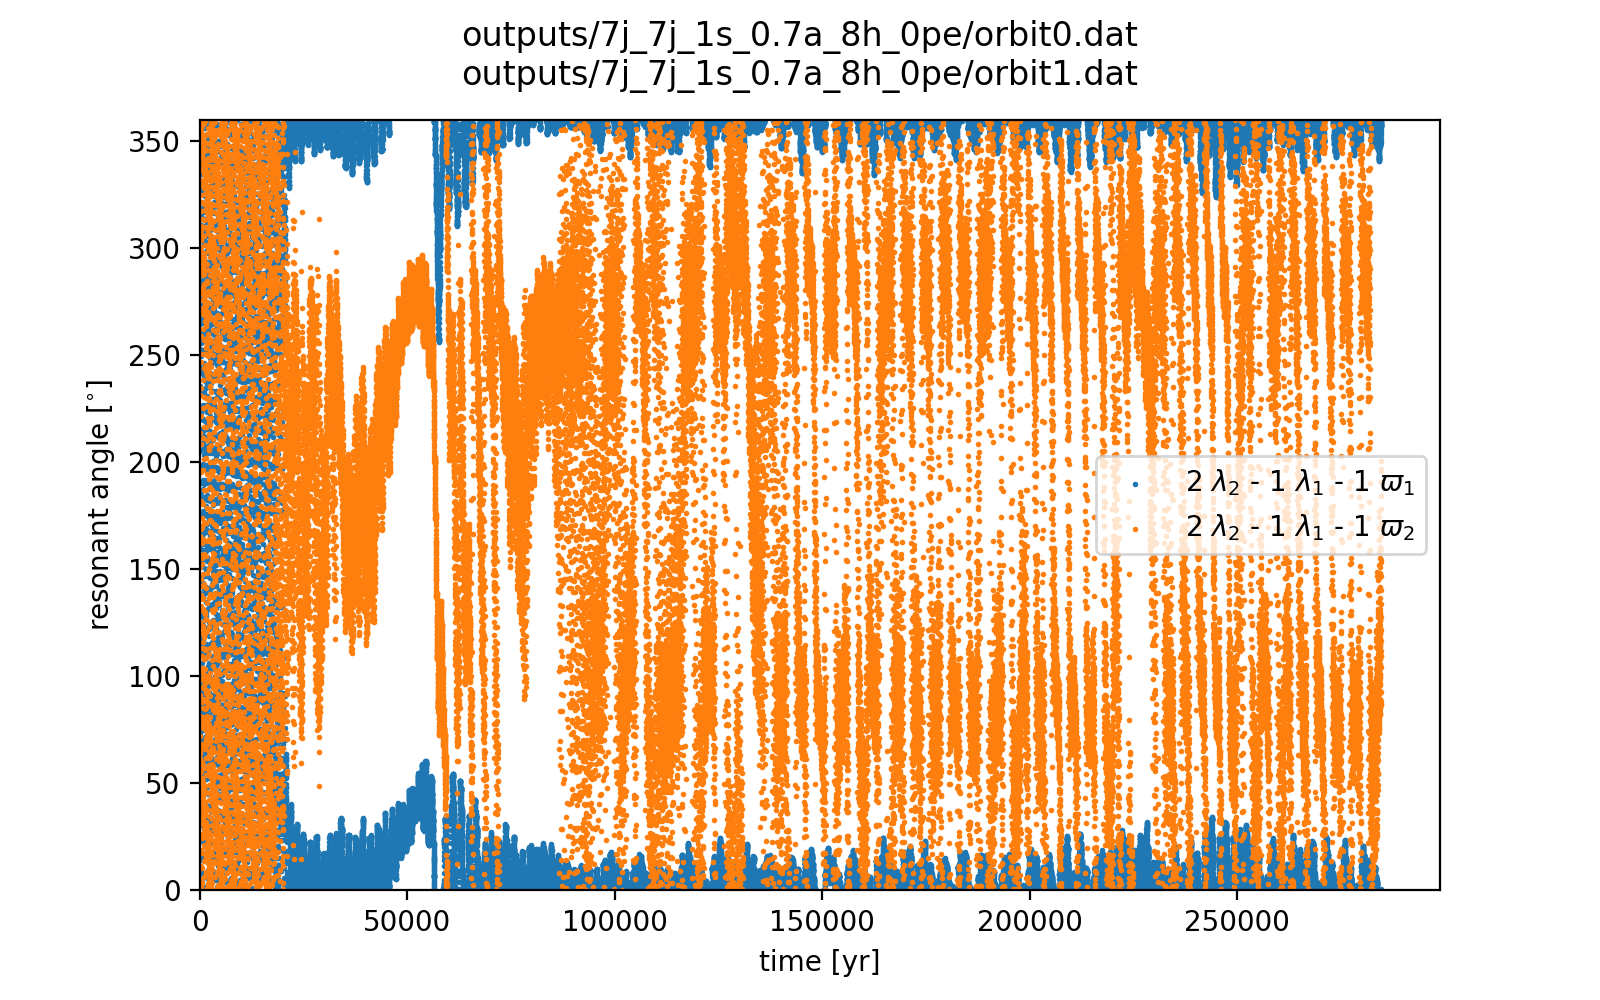 outputs/7j_7j_1s_0.7a_8h_0pe/orbit0.dat
outputs/7j_7j_1s_0.7a_8h_0pe/orbit1.dat
350
300
250
200
150
100
50
0
resonant angle [°]
2 λ₂ - 1 λ₁ - 1 ϖ₁
2 λ₂ - 1 λ₁ - 1 ϖ₂
0 50000 100000 150000 200000 250000
time [yr]